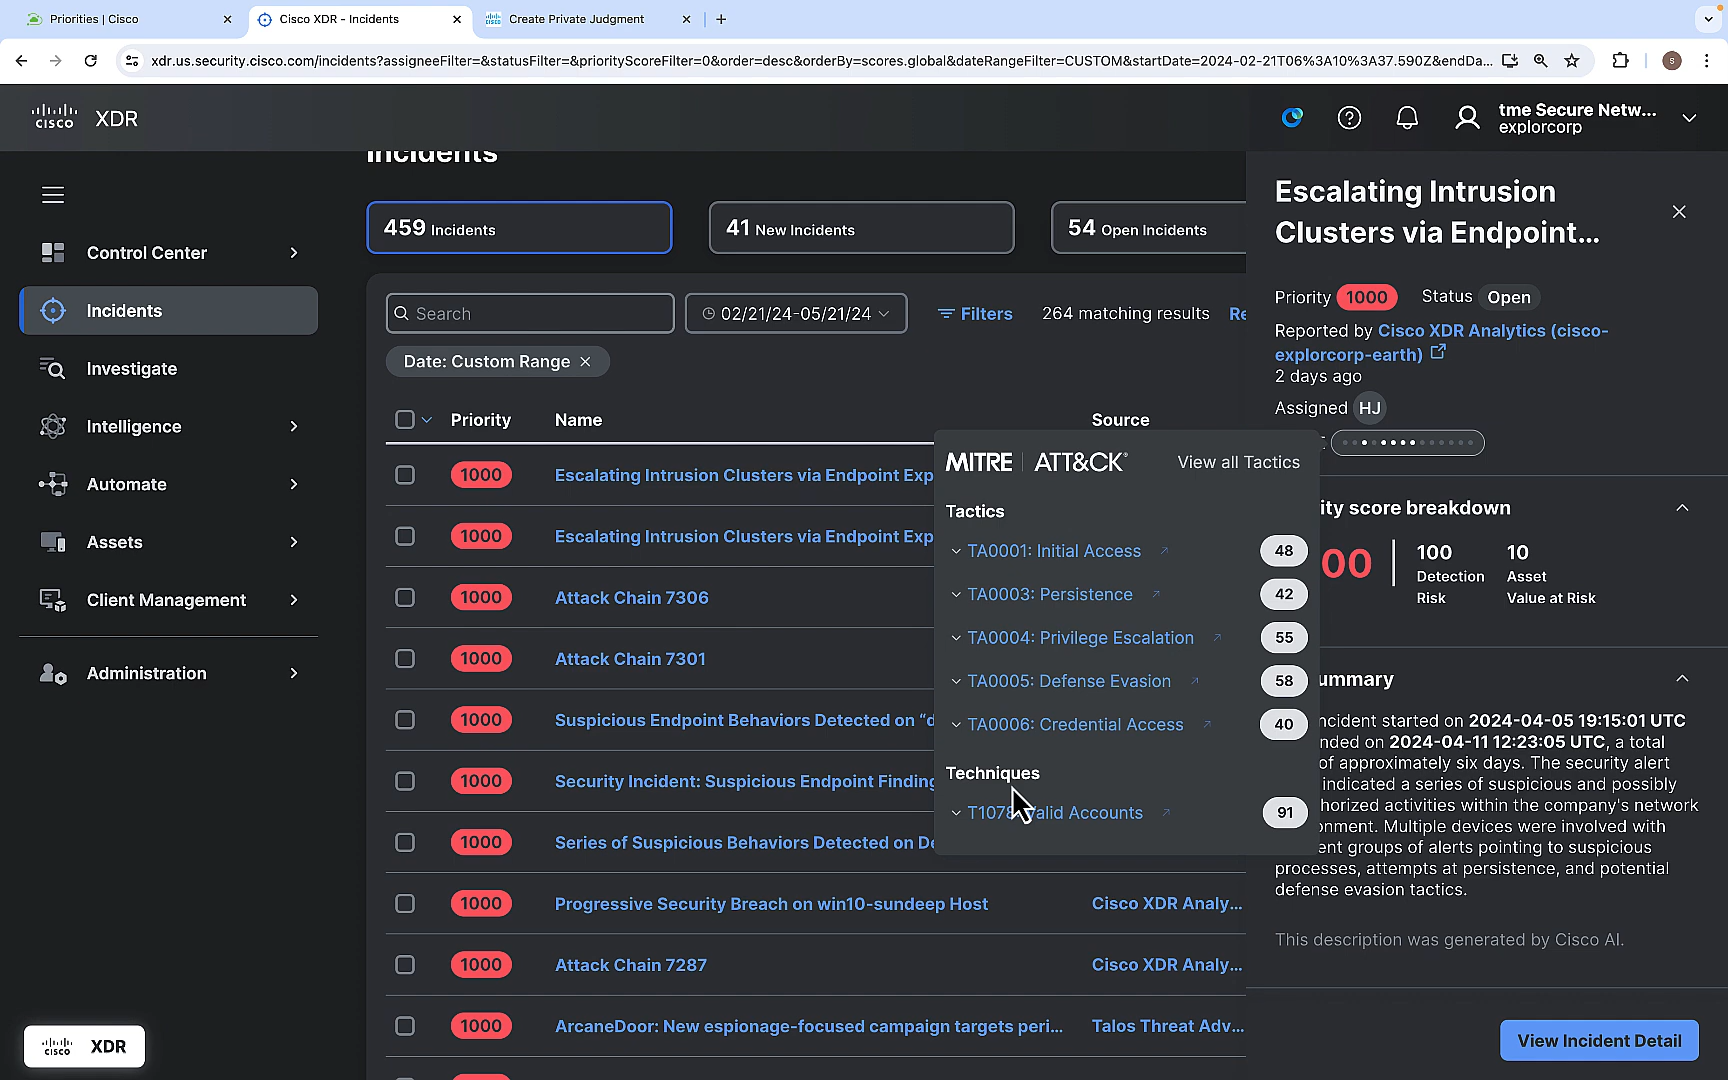 Priorities | Cisco
Cisco XDR - Incidents
Create Private Judgment
xdr.us.security.cisco.com/incidents?assigneeFilter=&statusFilter=&priorityScoreFilter=0&order=desc&orderBy=scores.global&dateRangeFilter=CUSTOM&startDate=2024-02-21T06%3A10%3A37.590Z&endDa...
S
CISCO XDR
tme Secure Netw...
explorcorp
Control Center
Incidents
Investigate
Intelligence
Automate
Assets
Client Management
Administration
CISCO XDR
Incidents
459 Incidents
41 New Incidents
54 Open Incidents
Search
02/21/24-05/21/24
Filters
264 matching results
Re
Date: Custom Range
Priority Name Source
1000 Escalating Intrusion Clusters via Endpoint Exp
1000 Escalating Intrusion Clusters via Endpoint Exp
1000 Attack Chain 7306
1000 Attack Chain 7301
1000 Suspicious Endpoint Behaviors Detected on “d
1000 Security Incident: Suspicious Endpoint Finding
1000 Series of Suspicious Behaviors Detected on De
1000 Progressive Security Breach on win10-sundeep Host Cisco XDR Analy...
1000 Attack Chain 7287 Cisco XDR Analy...
1000 ArcaneDoor: New espionage-focused campaign targets peri... Talos Threat Adv...
MITRE | ATT&CK®
View all Tactics
Tactics
TA0001: Initial Access 48
TA0003: Persistence 42
TA0004: Privilege Escalation 55
TA0005: Defense Evasion 58
TA0006: Credential Access 40
Techniques
T1078 Valid Accounts 91
Escalating Intrusion
Clusters via Endpoint...
Priority 1000 Status Open
Reported by Cisco XDR Analytics (cisco-
explorcorp-earth)
2 days ago
Assigned HJ
ity score breakdown
00
100
Detection
Risk
10
Asset
Value at Risk
ummary
ncident started on 2024-04-05 19:15:01 UTC
nded on 2024-04-11 12:23:05 UTC, a total
of approximately six days. The security alert
indicated a series of suspicious and possibly
horized activities within the company's network
onment. Multiple devices were involved with
ent groups of alerts pointing to suspicious
processes, attempts at persistence, and potential
defense evasion tactics.
This description was generated by Cisco AI.
View Incident Detail